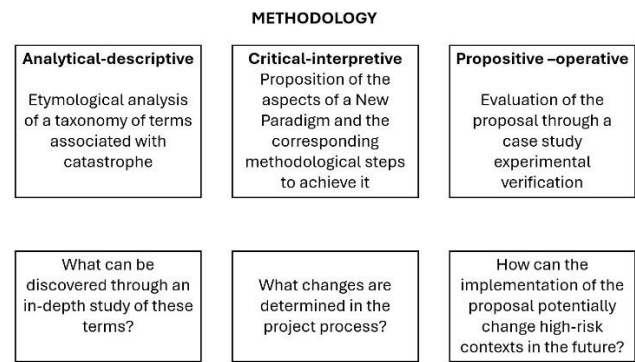 METHODOLOGY
Analytical-descriptive
Etymological analysis
of a taxonomy of terms
associated with
catastrophe
Critical-interpretive
Proposition of the
aspects of a New
Paradigm and the
corresponding
methodological steps
to achieve it
Propositive –operative
Evaluation of the
proposal through a
case study
experimental
verification
What can be
discovered through an
in-depth study of these
terms?
What changes are
determined in the
project process?
How can the
implementation of the
proposal potentially
change high-risk
contexts in the future?